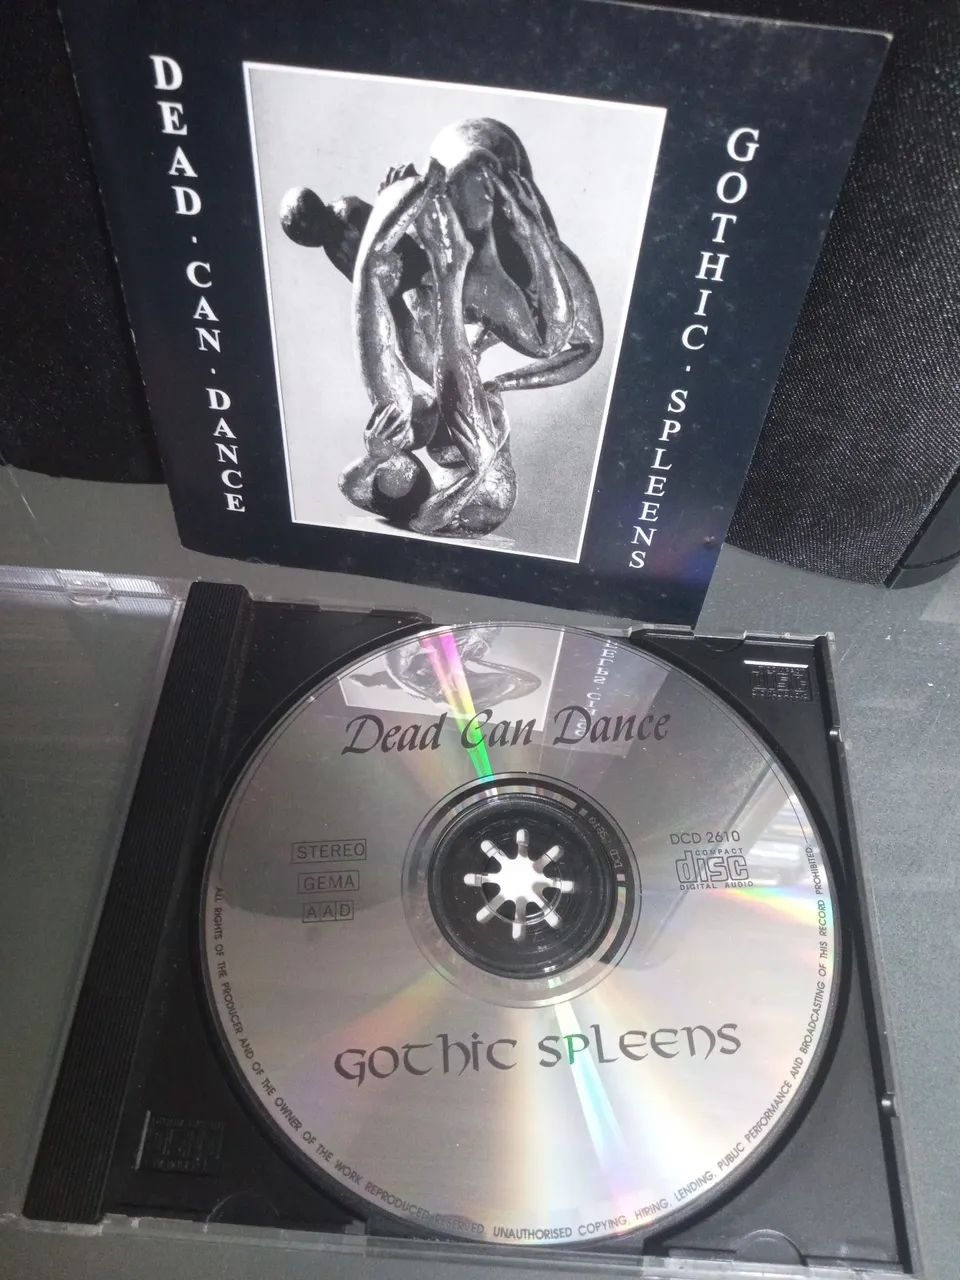 DEAD · CAN · DANCE
GOTHIC · SPLEENS
Dead Can Dance
STEREO
GEMA
AAD
DCD 2610
COMPACT
disc
DIGITAL AUDIO
GOTHIC SPLEENS
ALL RIGHTS OF THE PRODUCER AND OF THE OWNER OF THE WORK REPRODUCED RESERVED. UNAUTHORISED COPYING, HIRING, LENDING, PUBLIC PERFORMANCE AND BROADCASTING OF THIS RECORD PROHIBITED.